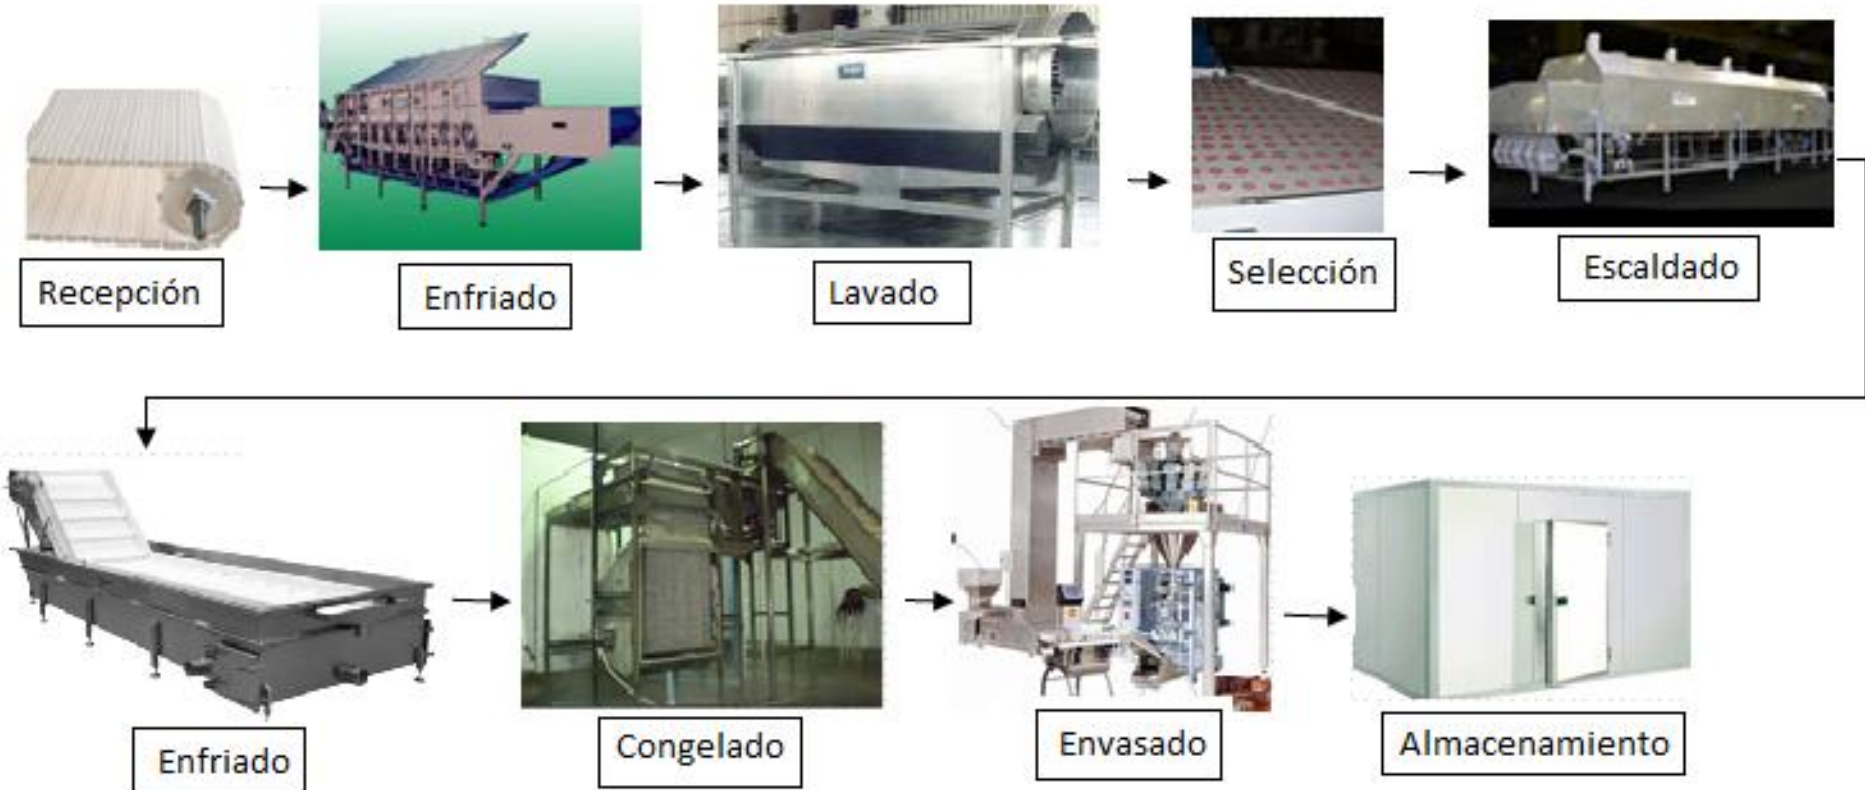 Recepción
Enfriado
Lavado
Selección
Escaldado
Enfriado
Congelado
Envasado
Almacenamiento